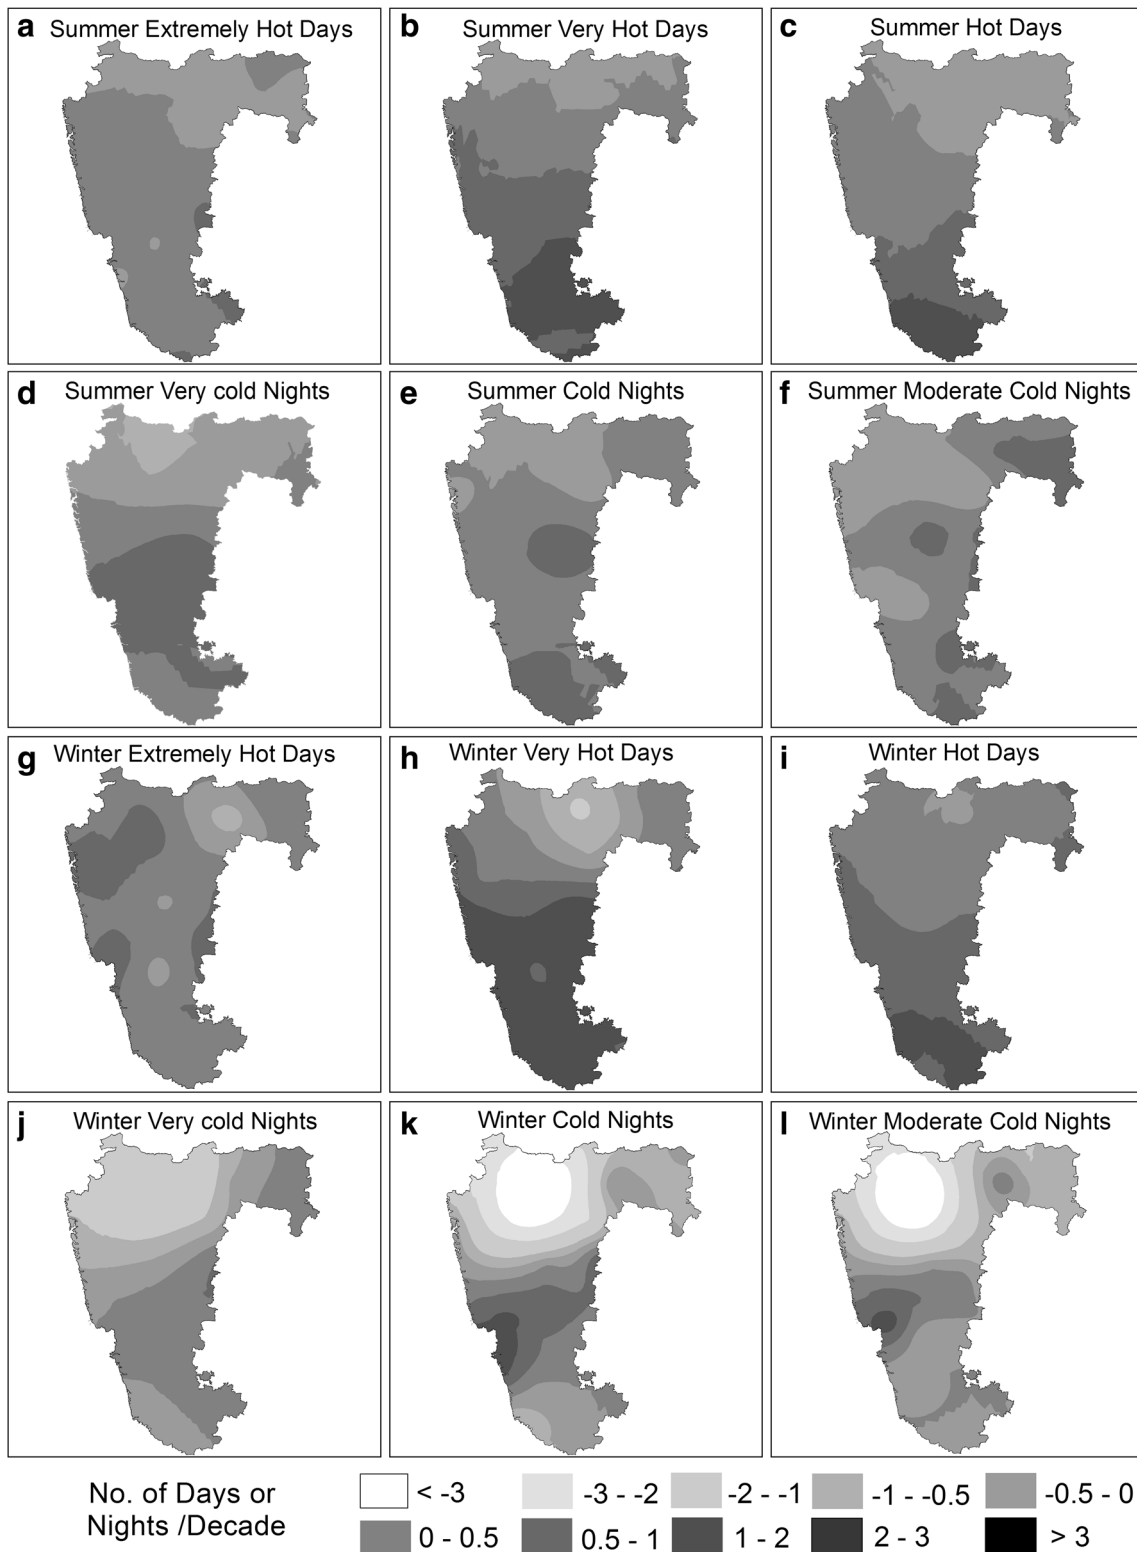 a Summer Extremely Hot Days
b Summer Very Hot Days
c Summer Hot Days
d Summer Very cold Nights
e Summer Cold Nights
f Summer Moderate Cold Nights
g Winter Extremely Hot Days
h Winter Very Hot Days
i Winter Hot Days
j Winter Very cold Nights
k Winter Cold Nights
l Winter Moderate Cold Nights
No. of Days or
Nights /Decade
< -3
-3 - -2
-2 - -1
-1 - -0.5
-0.5 - 0
0 - 0.5
0.5 - 1
1 - 2
2 - 3
> 3